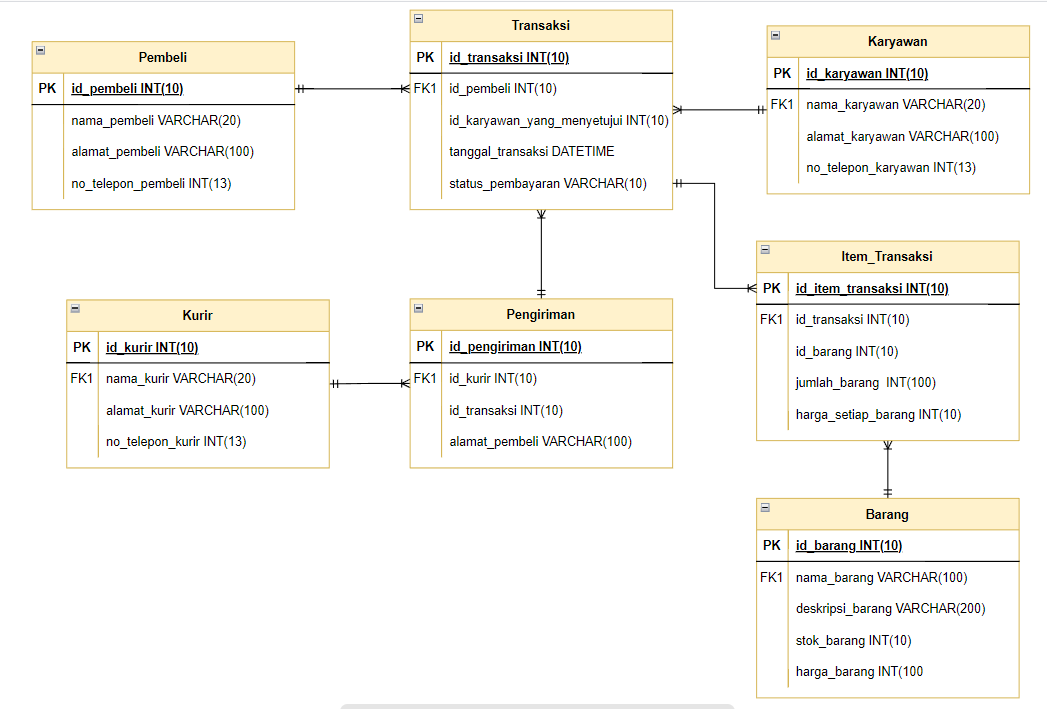 Pembeli
PK id_pembeli INT(10)
nama_pembeli VARCHAR(20)
alamat_pembeli VARCHAR(100)
no_telepon_pembeli INT(13)
Transaksi
PK id_transaksi INT(10)
FK1 id_pembeli INT(10)
id_karyawan_yang_menyetujui INT(10)
tanggal_transaksi DATETIME
status_pembayaran VARCHAR(10)
Karyawan
PK id_karyawan INT(10)
FK1 nama_karyawan VARCHAR(20)
alamat_karyawan VARCHAR(100)
no_telepon_karyawan INT(13)
Kurir
PK id_kurir INT(10)
FK1 nama_kurir VARCHAR(20)
alamat_kurir VARCHAR(100)
no_telepon_kurir INT(13)
Pengiriman
PK id_pengiriman INT(10)
FK1 id_kurir INT(10)
id_transaksi INT(10)
alamat_pembeli VARCHAR(100)
Item_Transaksi
PK id_item_transaksi INT(10)
FK1 id_transaksi INT(10)
id_barang INT(10)
jumlah_barang INT(100)
harga_setiap_barang INT(10)
Barang
PK id_barang INT(10)
FK1 nama_barang VARCHAR(100)
deskripsi_barang VARCHAR(200)
stok_barang INT(10)
harga_barang INT(100